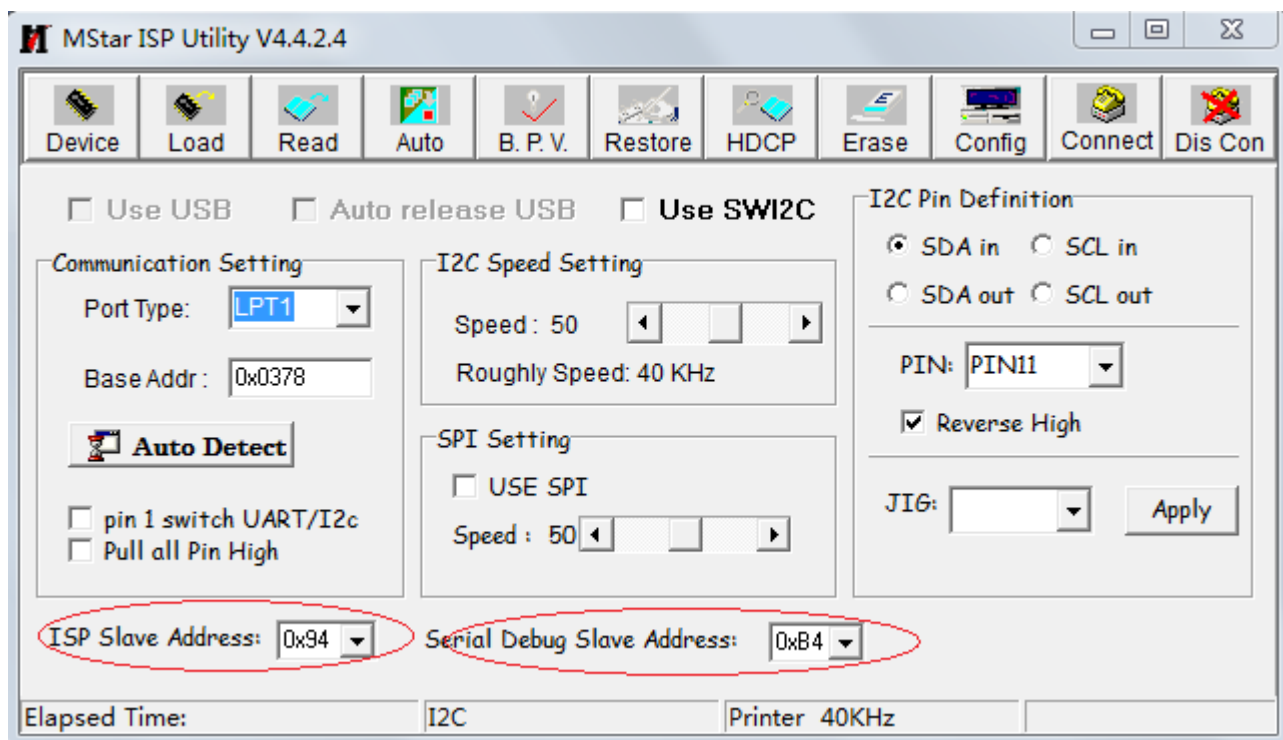 MStar ISP Utility V4.4.2.4
Device Load Read Auto B. P. V. Restore HDCP Erase Config Connect Dis Con
Use USB Auto release USB Use SWI2C
Communication Setting
Port Type: LPT1
Base Addr : 0x0378
Auto Detect
pin 1 switch UART/I2c
Pull all Pin High
I2C Speed Setting
Speed : 50
Roughly Speed: 40 KHz
SPI Setting
USE SPI
Speed : 50
I2C Pin Definition
SDA in SCL in
SDA out SCL out
PIN: PIN11
Reverse High
JIG: Apply
ISP Slave Address: 0x94 Serial Debug Slave Address: 0xB4
Elapsed Time: I2C Printer 40KHz